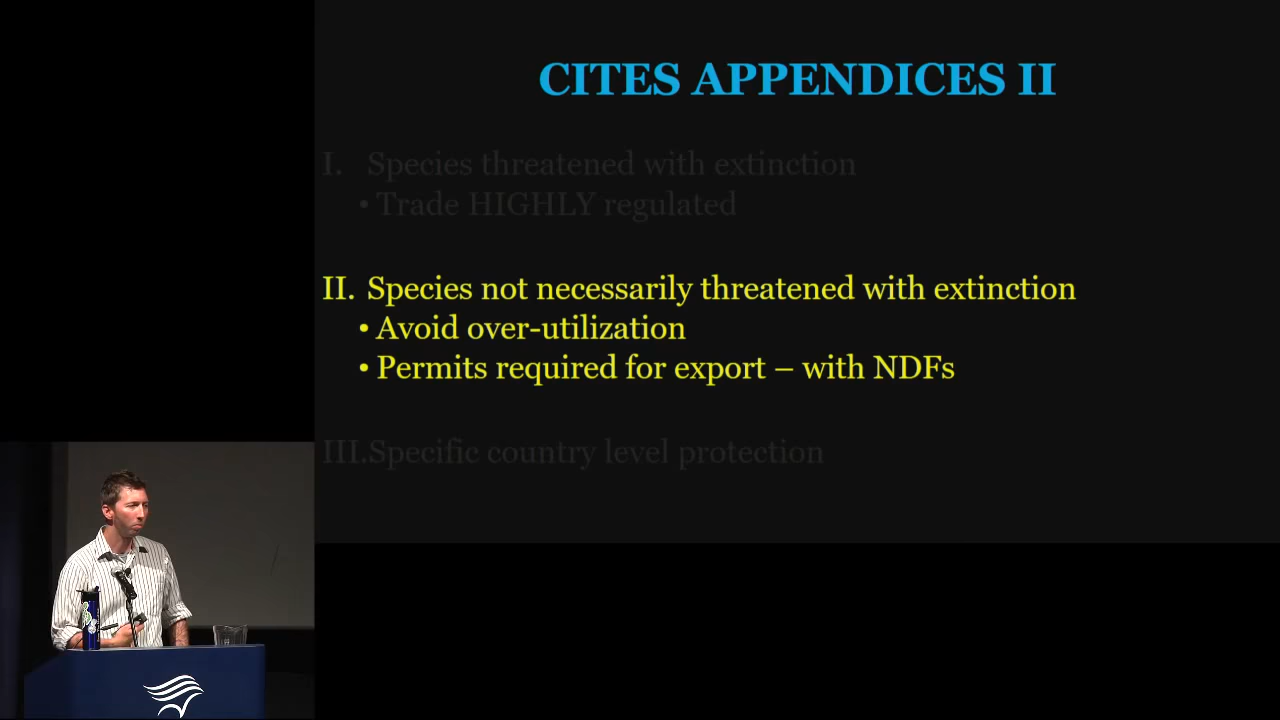 CITES APPENDICES II
I. Species threatened with extinction
• Trade HIGHLY regulated
II. Species not necessarily threatened with extinction
• Avoid over-utilization
• Permits required for export – with NDFs
III.Specific country level protection